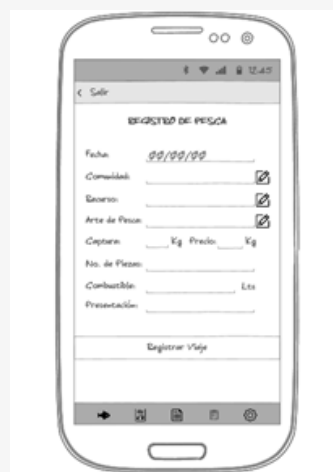 12:45
< Salir
REGISTRO DE PESCA
Fecha: 00/00/00
Comunidad:
Recurso:
Arte de Pesca:
Captura: Kg Precio: Kg
No. de Piezas:
Combustible: Lts
Presentación:
Registrar Viaje